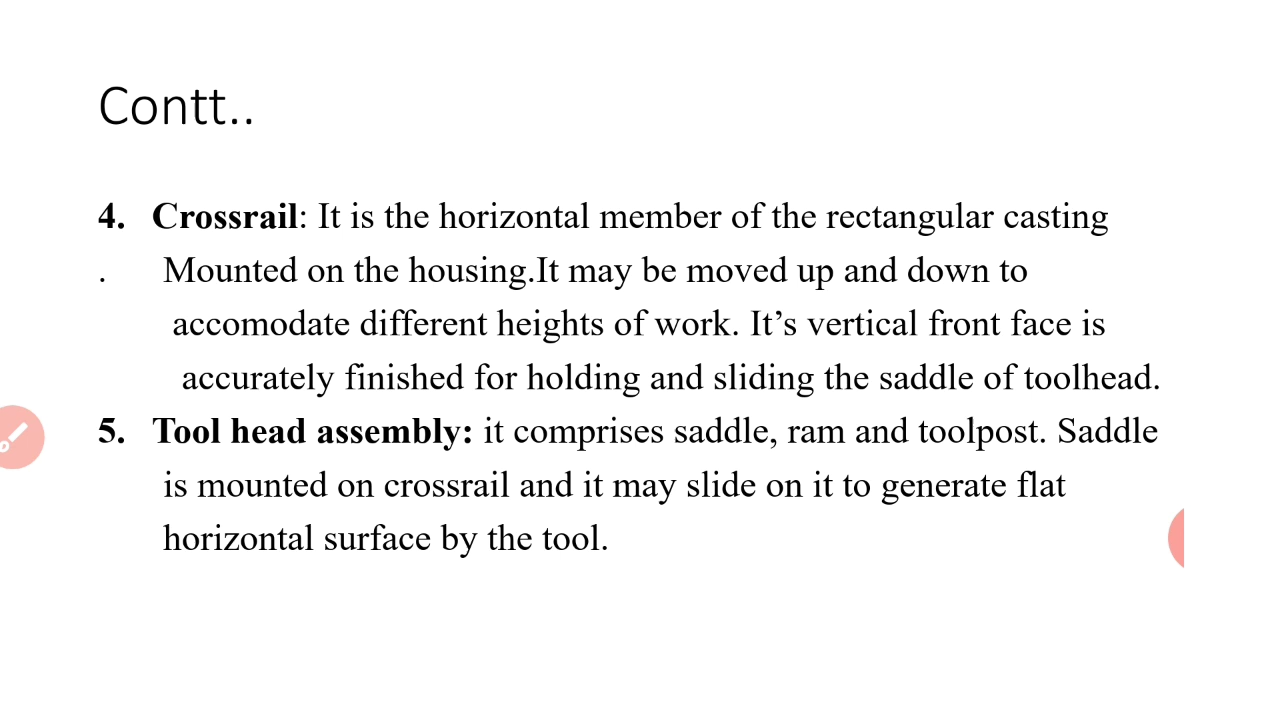 Contt..
4. Crossrail: It is the horizontal member of the rectangular casting
. Mounted on the housing.It may be moved up and down to
accomodate different heights of work. It’s vertical front face is
accurately finished for holding and sliding the saddle of toolhead.
5. Tool head assembly: it comprises saddle, ram and toolpost. Saddle
is mounted on crossrail and it may slide on it to generate flat
horizontal surface by the tool.